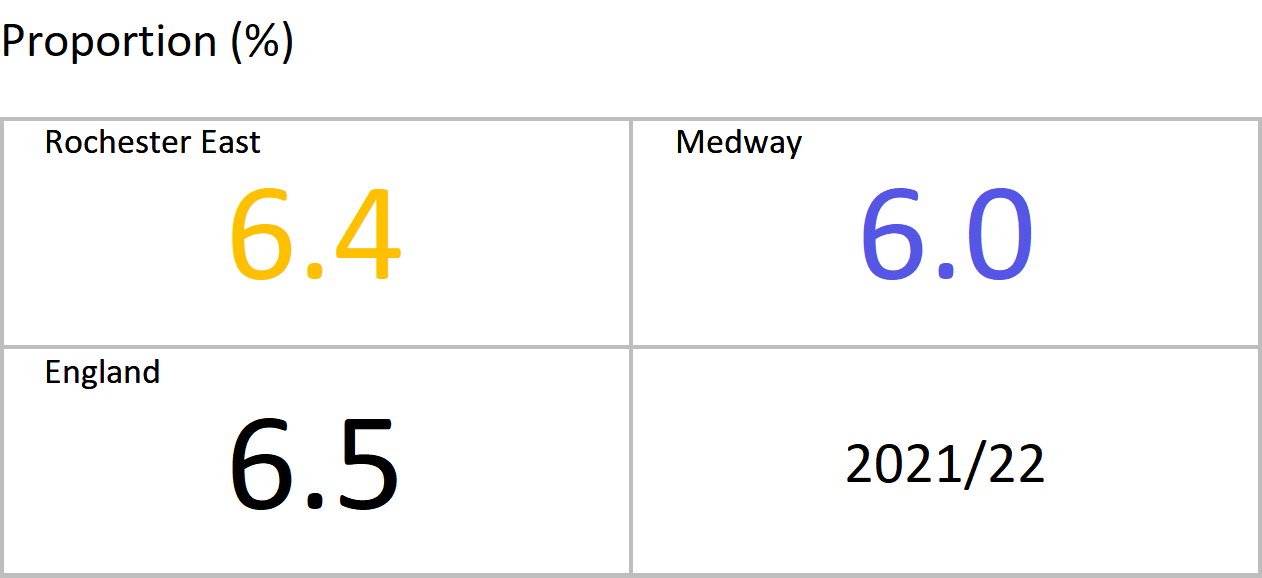 Proportion (%)
Rochester East
6.4
Medway
6.0
England
6.5
2021/22